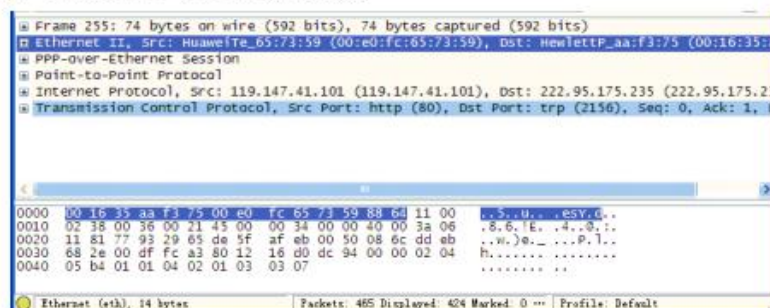 Frame 255: 74 bytes on wire (592 bits), 74 bytes captured (592 bits)
Ethernet II, Src: HuaweiTe_65:73:59 (00:e0:fc:65:73:59), Dst: HewlettP_aa:f3:75 (00:16:35:
PPP-over-Ethernet Session
Point-to-Point Protocol
Internet Protocol, Src: 119.147.41.101 (119.147.41.101), Dst: 222.95.175.235 (222.95.175.2
Transmission Control Protocol, Src Port: http (80), Dst Port: trp (2156), Seq: 0, Ack: 1,
0000 00 16 35 aa f3 75 00 e0 fc 65 73 59 88 64 11 00 ..5..u.. .esY.d..
0010 02 38 00 36 00 21 45 00 00 34 00 00 40 00 3a 06 .8.6.!E. .4..@.:.
0020 11 81 77 93 29 65 de 5f af eb 00 50 08 6c dd eb ..w.)e._ ...P.l..
0030 68 2e 00 df fc a3 80 12 16 d0 dc 94 00 00 02 04 h....... ........
0040 05 b4 01 01 04 02 01 03 03 07 ........ ..
Ethernet (eth), 14 bytes Packets: 465 Displayed: 424 Marked: 0 ··· Profile: Default